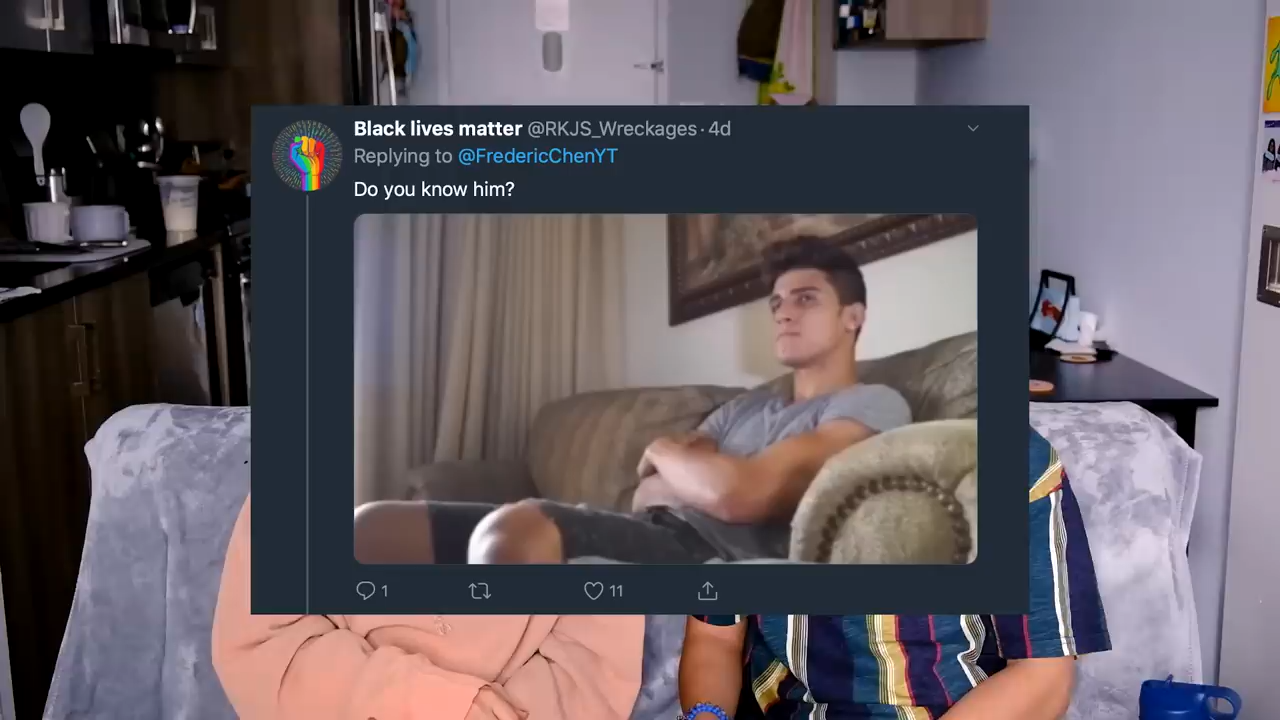 Black lives matter @RKJS_Wreckages · 4d
Replying to @FredericChenYT
Do you know him?
1
11